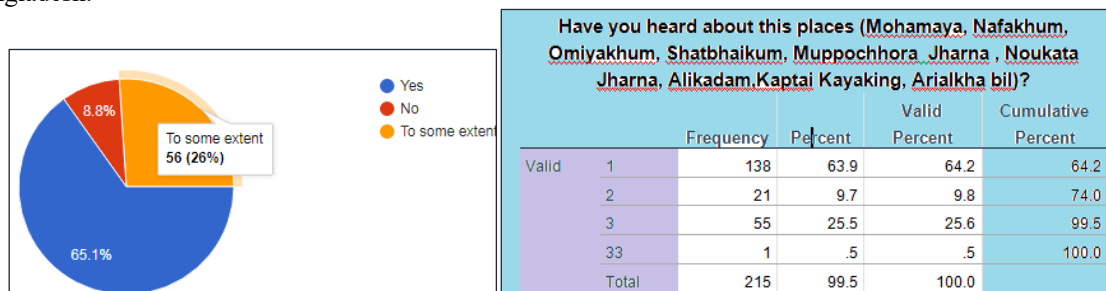 Yes
No
To some extent
8.8%
To some extent
56 (26%)
65.1%
Have you heard about this places (Mohamaya, Nafakhum,
Omiyakhum, Shatbhaikum, Muppochhora Jharna , Noukata
Jharna, Alikadam,Kaptai Kayaking, Arialkha bil)?
Frequency Percent Valid Percent Cumulative Percent
Valid 1 138 63.9 64.2 64.2
2 21 9.7 9.8 74.0
3 55 25.5 25.6 99.5
33 1 .5 .5 100.0
Total 215 99.5 100.0